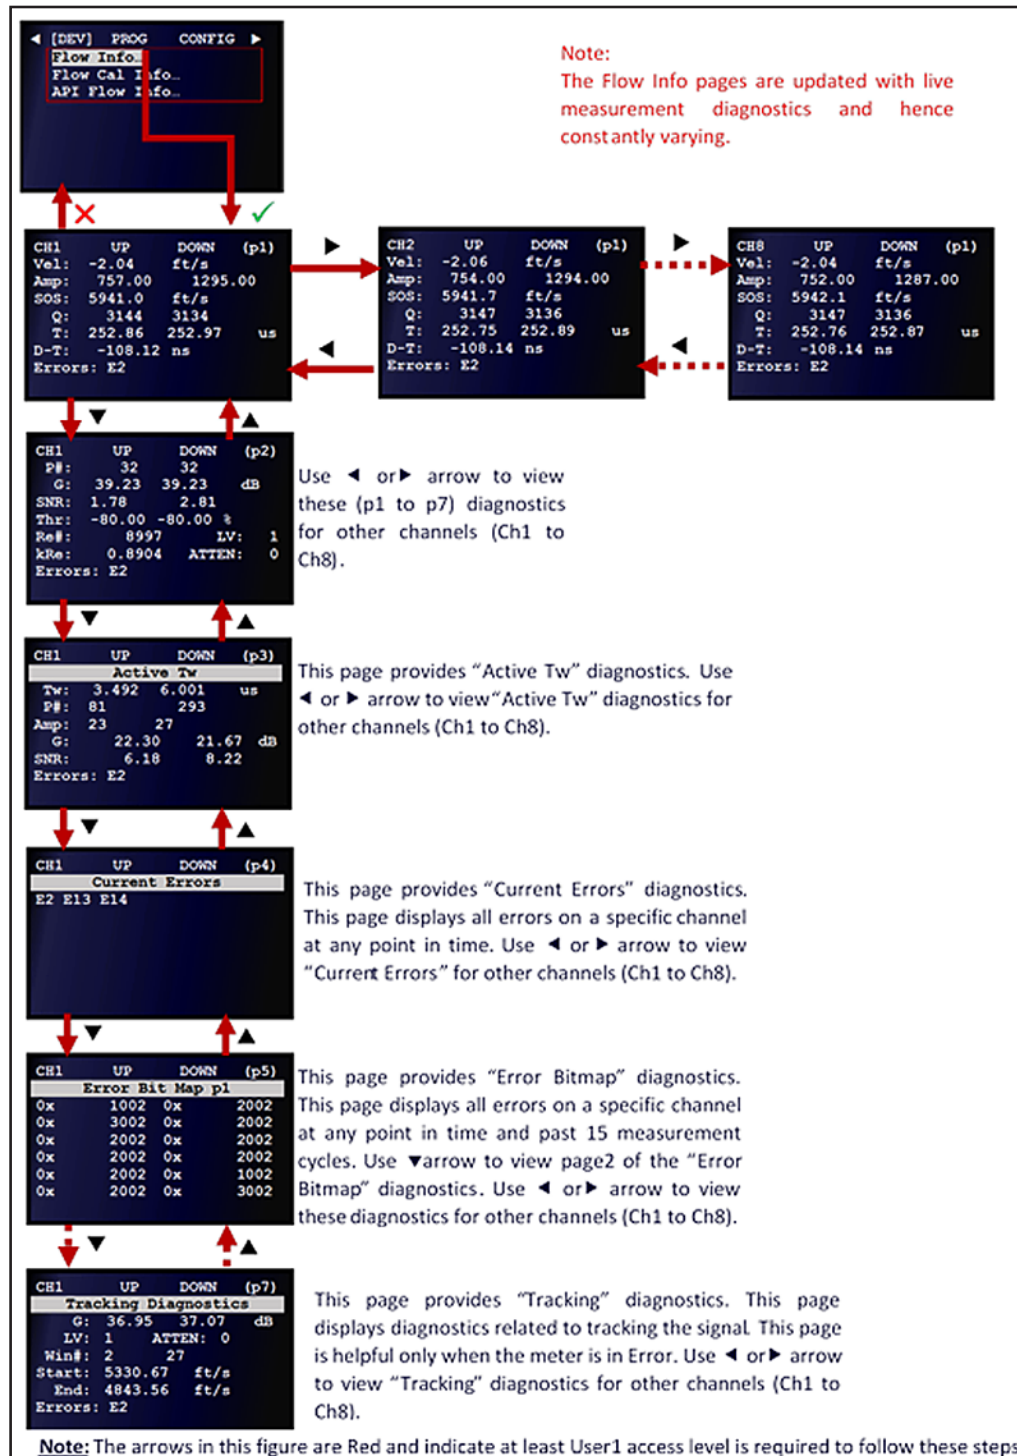 ◀ [DEV] PROG CONFIG ▶
Flow Info…
Flow Cal Info…
API Flow Info…
Note:
The Flow Info pages are updated with live
measurement diagnostics and hence
constantly varying.
CH1 UP DOWN (p1)
Vel: -2.04 ft/s
Amp: 757.00 1295.00
SOS: 5941.0 ft/s
Q: 3144 3134
T: 252.86 252.97 us
D-T: -108.12 ns
Errors: E2
CH2 UP DOWN (p1)
Vel: -2.06 ft/s
Amp: 754.00 1294.00
SOS: 5941.7 ft/s
Q: 3147 3136
T: 252.75 252.89 us
D-T: -108.14 ns
Errors: E2
CH8 UP DOWN (p1)
Vel: -2.04 ft/s
Amp: 752.00 1287.00
SOS: 5942.1 ft/s
Q: 3147 3136
T: 252.76 252.87 us
D-T: -108.14 ns
Errors: E2
CH1 UP DOWN (p2)
P#: 32 32
G: 39.23 39.23 dB
SNR: 1.78 2.81
Thr: -80.00 -80.00 %
Re#: 8997 LV: 1
kRe: 0.8904 ATTEN: 0
Errors: E2
Use ◀ or▶ arrow to view
these (p1 to p7) diagnostics
for other channels (Ch1 to
Ch8).
CH1 UP DOWN (p3)
Active Tw
Tw: 3.492 6.001 us
P#: 81 293
Amp: 23 27
G: 22.30 21.67 dB
SNR: 6.18 8.22
Errors: E2
This page provides “Active Tw” diagnostics. Use
◀ or ▶ arrow to view “Active Tw” diagnostics for
other channels (Ch1 to Ch8).
CH1 UP DOWN (p4)
Current Errors
E2 E13 E14
This page provides “Current Errors” diagnostics.
This page displays all errors on a specific channel
at any point in time. Use ◀ or ▶ arrow to view
“Current Errors” for other channels (Ch1 to Ch8).
CH1 UP DOWN (p5)
Error Bit Map p1
0x 1002 0x 2002
0x 3002 0x 2002
0x 2002 0x 2002
0x 2002 0x 2002
0x 2002 0x 1002
0x 2002 0x 3002
This page provides “Error Bitmap” diagnostics.
This page displays all errors on a specific channel
at any point in time and past 15 measurement
cycles. Use ▼arrow to view page2 of the “Error
Bitmap” diagnostics. Use ◀ or▶ arrow to view
these diagnostics for other channels (Ch1 to Ch8).
CH1 UP DOWN (p7)
Tracking Diagnostics
G: 36.95 37.07 dB
LV: 1 ATTEN: 0
Win#: 2 27
Start: 5330.67 ft/s
End: 4843.56 ft/s
Errors: E2
This page provides “Tracking” diagnostics. This page
displays diagnostics related to tracking the signal. This page
is helpful only when the meter is in Error. Use ◀ or▶ arrow
to view “Tracking” diagnostics for other channels (Ch1 to
Ch8).
Note: The arrows in this figure are Red and indicate at least User1 access level is required to follow these steps